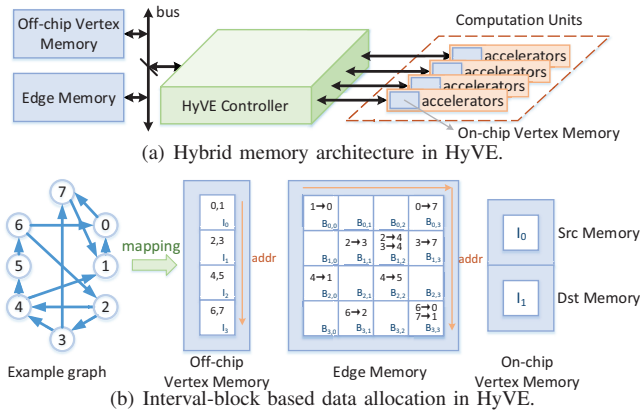 bus
Computation Units
Off-chip Vertex
Memory
Edge Memory
HyVE Controller
accelerators
accelerators
accelerators
accelerators
On-chip Vertex Memory
(a) Hybrid memory architecture in HyVE.
7
6
0
5
1
4
2
3
Example graph
mapping
0,1
I0
2,3
I1
4,5
I2
6,7
I3
addr
Off-chip
Vertex Memory
1→0
B0,0
B0,1
B0,2
0→7
B0,3
B1,0
2→3
B1,1
2→4
3→4
B1,2
3→7
B1,3
4→1
B2,0
B2,1
4→5
B2,2
B2,3
B3,0
6→2
B3,1
B3,2
6→0
7→1
B3,3
addr
Edge Memory
I0
Src Memory
I1
Dst Memory
On-chip
Vertex Memory
(b) Interval-block based data allocation in HyVE.